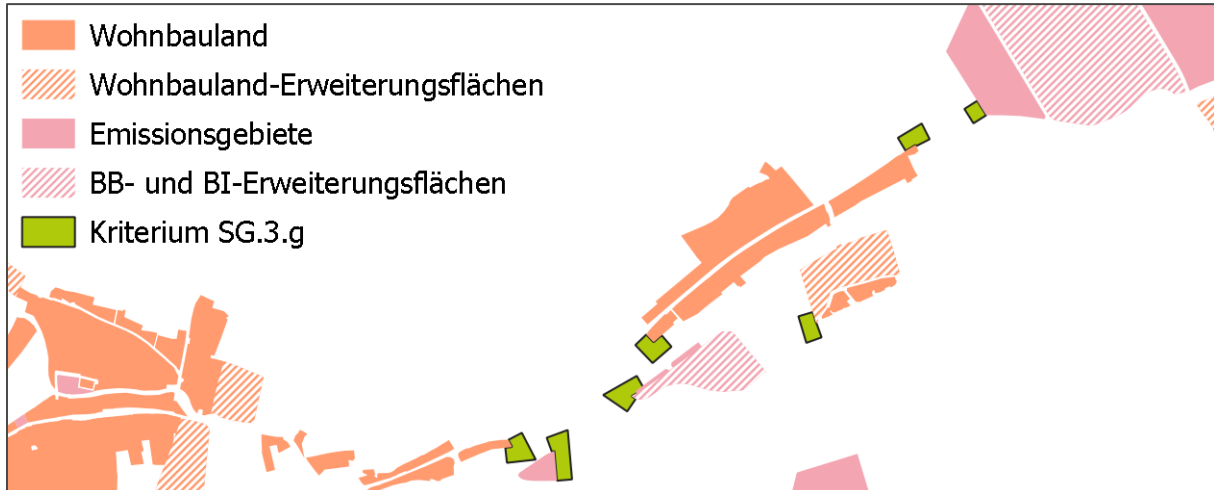 Wohnbauland
Wohnbauland-Erweiterungsflächen
Emissionsgebiete
BB- und BI-Erweiterungsflächen
Kriterium SG.3.g